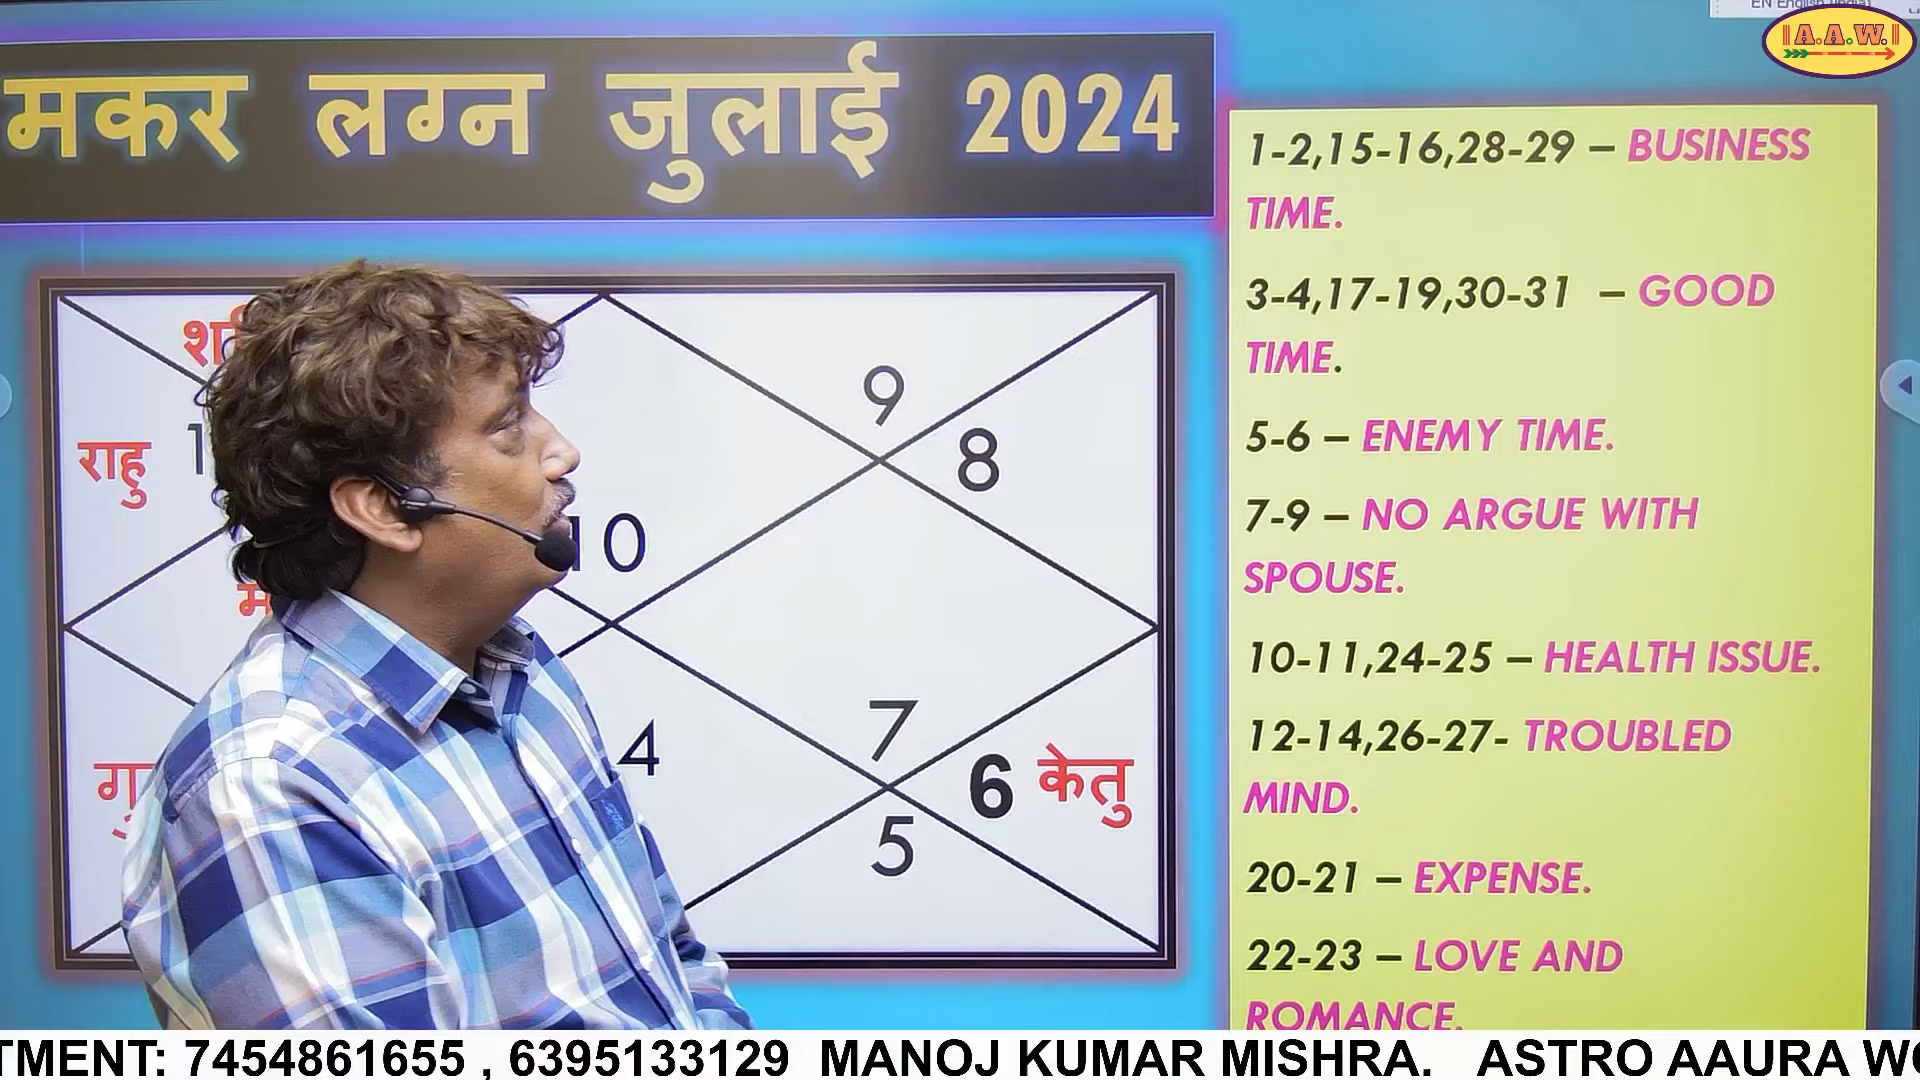 EN English (India)
A.A.W.
मकर लग्न जुलाई 2024
1-2,15-16,28-29 – BUSINESS
TIME.
3-4,17-19,30-31 – GOOD
TIME.
5-6 – ENEMY TIME.
7-9 – NO ARGUE WITH
SPOUSE.
10-11,24-25 – HEALTH ISSUE.
12-14,26-27- TROUBLED
MIND.
20-21 – EXPENSE.
22-23 – LOVE AND
ROMANCE.
9
8
राहु
10
4
7
6 केतु
5
TMENT: 7454861655 , 6395133129 MANOJ KUMAR MISHRA. ASTRO AAURA